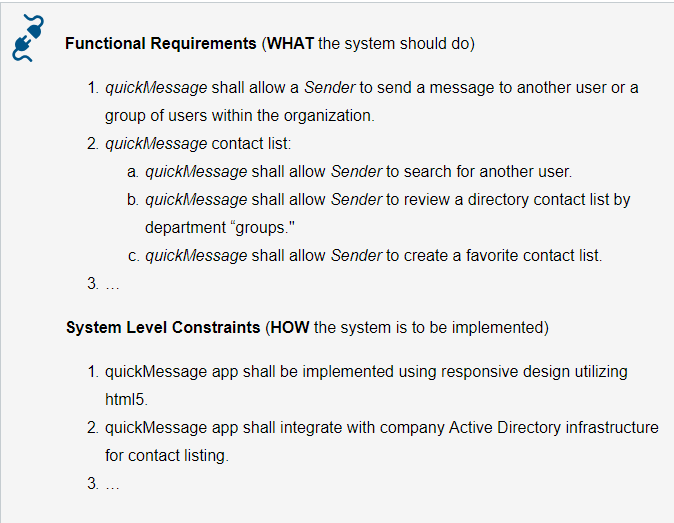 Functional Requirements (WHAT the system should do)
1. quickMessage shall allow a Sender to send a message to another user or a
group of users within the organization.
2. quickMessage contact list:
a. quickMessage shall allow Sender to search for another user.
b. quickMessage shall allow Sender to review a directory contact list by
department “groups."
c. quickMessage shall allow Sender to create a favorite contact list.
3. …
System Level Constraints (HOW the system is to be implemented)
1. quickMessage app shall be implemented using responsive design utilizing
html5.
2. quickMessage app shall integrate with company Active Directory infrastructure
for contact listing.
3. …